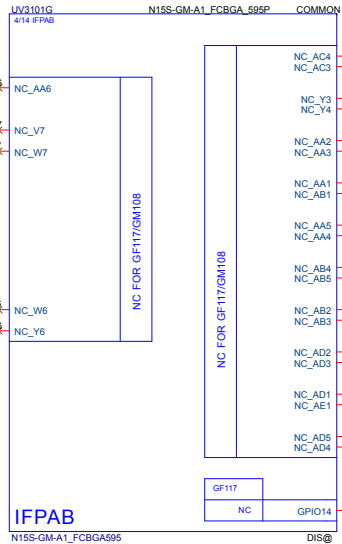 UV3101G N15S-GM-A1_FCBGA_595P COMMON
4/14 IFPAB
NC_AC4
NC_AC3
NC_AA6
NC_Y3
NC_Y4
NC_V7
NC_W7
NC_AA2
NC_AA3
NC_AA1
NC_AB1
NC FOR GF117/GM108
NC FOR GF117/GM108
NC_AA5
NC_AA4
NC_AB4
NC_AB5
NC_W6
NC_Y6
NC_AB2
NC_AB3
NC_AD2
NC_AD3
NC_AD1
NC_AE1
NC_AD5
NC_AD4
GF117
NC
GPIO14
IFPAB
N15S-GM-A1_FCBGA595 DIS@